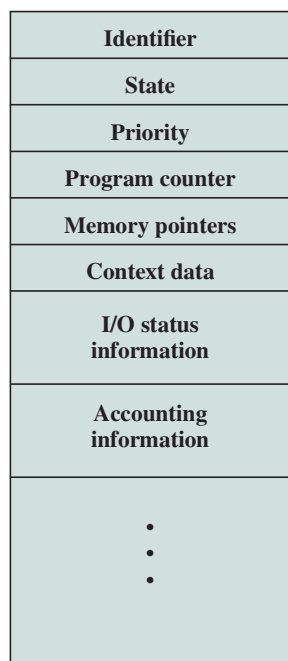 Identifier
State
Priority
Program counter
Memory pointers
Context data
I/O status
information
Accounting
information
•
•
•